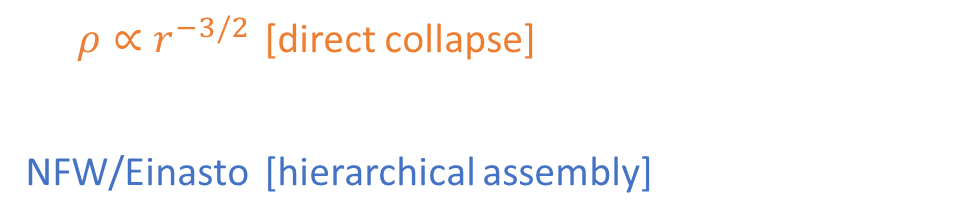 ρ ∝ r^{−3/2} [direct collapse]
NFW/Einasto [hierarchical assembly]